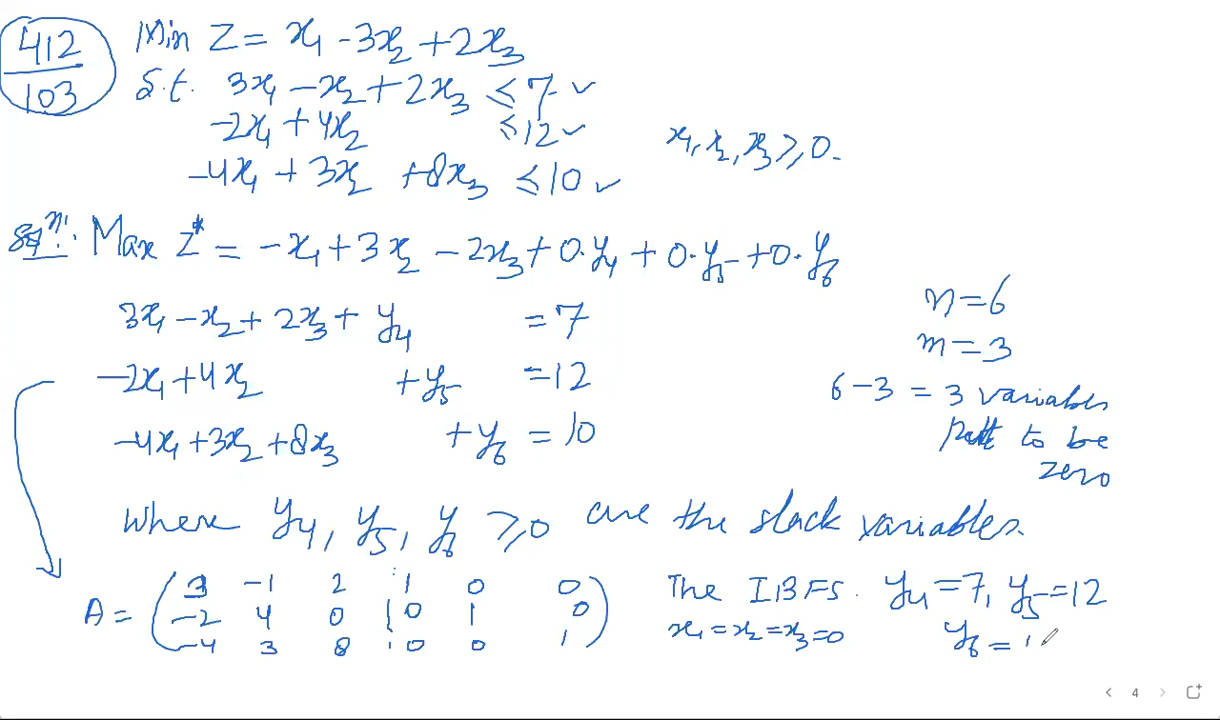 412
103
Min Z = x₁ - 3x₂ + 2x₃
S.t. 3x₁ - x₂ + 2x₃ ≤ 7 ✓
-2x₁ + 4x₂ ≤ 12 ✓
x₁, x₂, x₃ ≥ 0.
-4x₁ + 3x₂ + 8x₃ ≤ 10 ✓
Solⁿ: Max Z* = -x₁ + 3x₂ - 2x₃ + 0·y₄ + 0·y₅ + 0·y₆
3x₁ - x₂ + 2x₃ + y₄ = 7
-2x₁ + 4x₂ + y₅ = 12
-4x₁ + 3x₂ + 8x₃ + y₆ = 10
n = 6
m = 3
6 - 3 = 3 variables
to be
zero
where y₄, y₅, y₆ ≥ 0 are the slack variables.
A = ( 3 -1 2 1 0 0
-2 4 0 0 1 0
-4 3 8 0 0 1 )
The IBFS. y₄ = 7, y₅ = 12
x₁ = x₂ = x₃ = 0 y₆ = 1
4